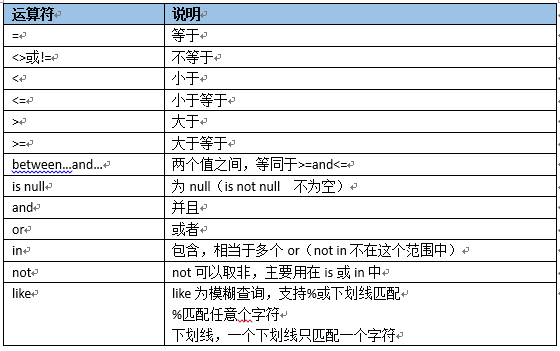 运算符 说明
= 等于
<>或!= 不等于
< 小于
<= 小于等于
> 大于
>= 大于等于
between…and… 两个值之间，等同于>=and<=
is null 为 null（is not null 不为空）
and 并且
or 或者
in 包含，相当于多个 or（not in 不在这个范围中）
not not 可以取非，主要用在 is 或 in 中
like like 为模糊查询，支持%或下划线匹配
%匹配任意个字符
下划线，一个下划线只匹配一个字符